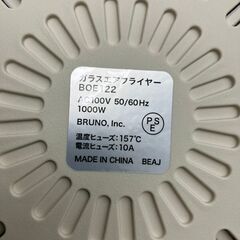 ガラスエアフライヤー
BOE122
AC100V 50/60Hz
1000W
BRUNO, Inc.
PSE
温度ヒューズ:157℃
電流ヒューズ:10A
MADE IN CHINA BEAJ